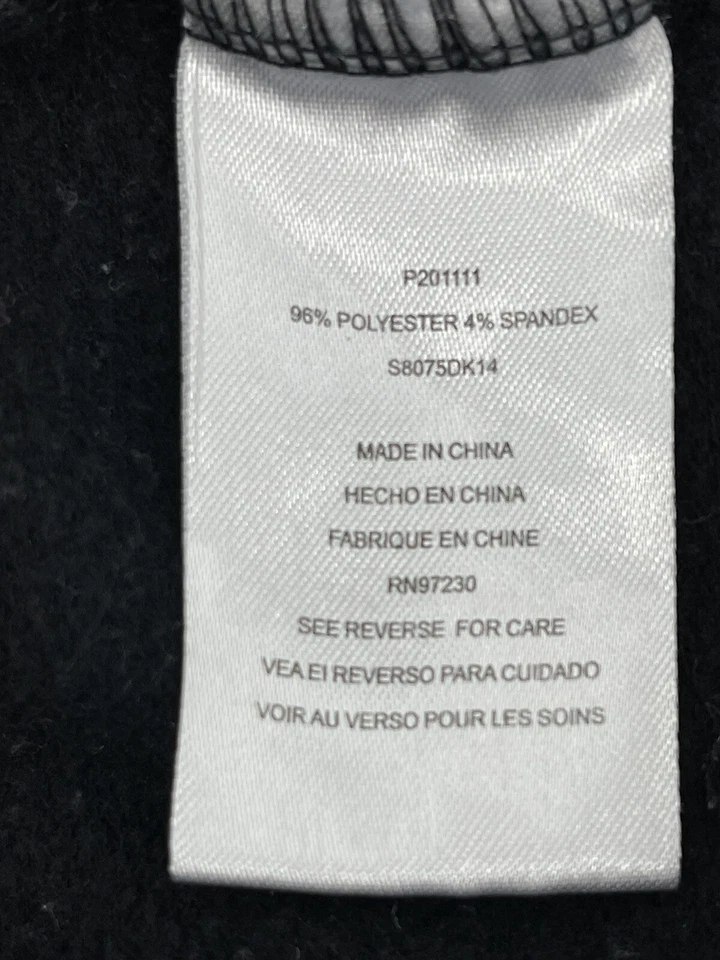 P201111
96% POLYESTER 4% SPANDEX
S8075DK14
MADE IN CHINA
HECHO EN CHINA
FABRIQUE EN CHINE
RN97230
SEE REVERSE FOR CARE
VEA EI REVERSO PARA CUIDADO
VOIR AU VERSO POUR LES SOINS